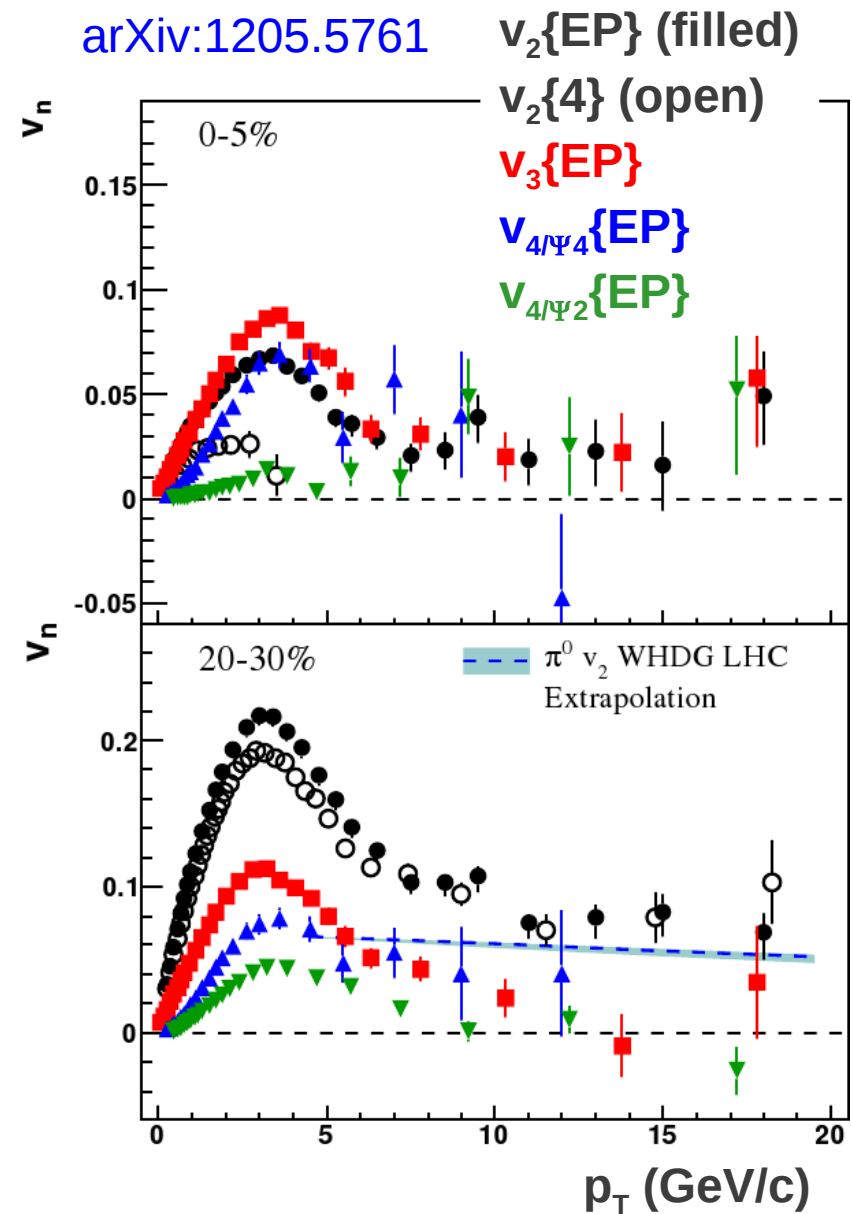 arXiv:1205.5761
v2{EP} (filled)
v2{4} (open)
v3{EP}
v4/Ψ4{EP}
v4/Ψ2{EP}
vn
0-5%
0.15
0.1
0.05
0
-0.05
vn
20-30%
π0 v2 WHDG LHC
Extrapolation
0.2
0.1
0
0 5 10 15 20
pT (GeV/c)